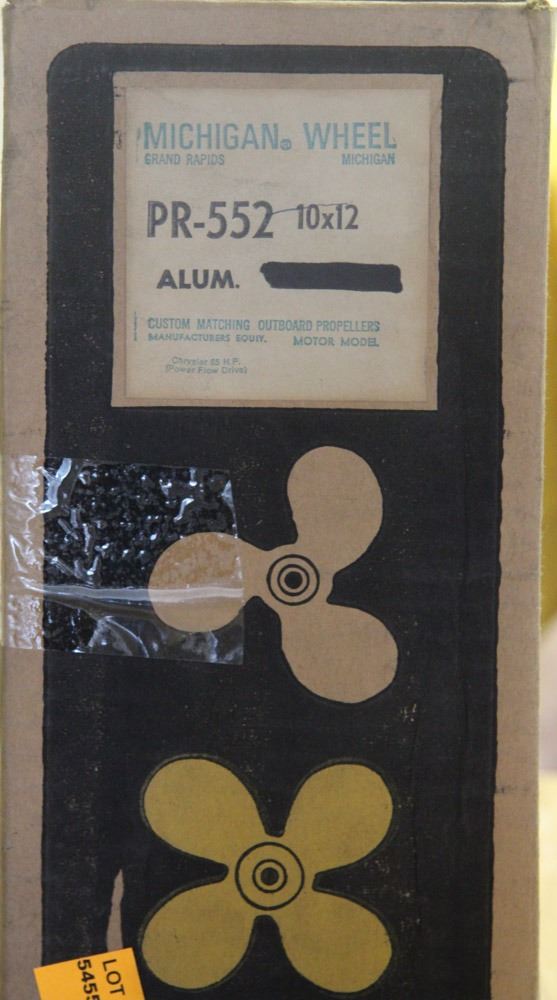 MICHIGAN® WHEEL
GRAND RAPIDS MICHIGAN
PR-552 10x12
ALUM.
CUSTOM MATCHING OUTBOARD PROPELLERS
MANUFACTURERS EQUIV. MOTOR MODEL
Chrysler 85 H.P.
(Power Flow Drive)
LOT